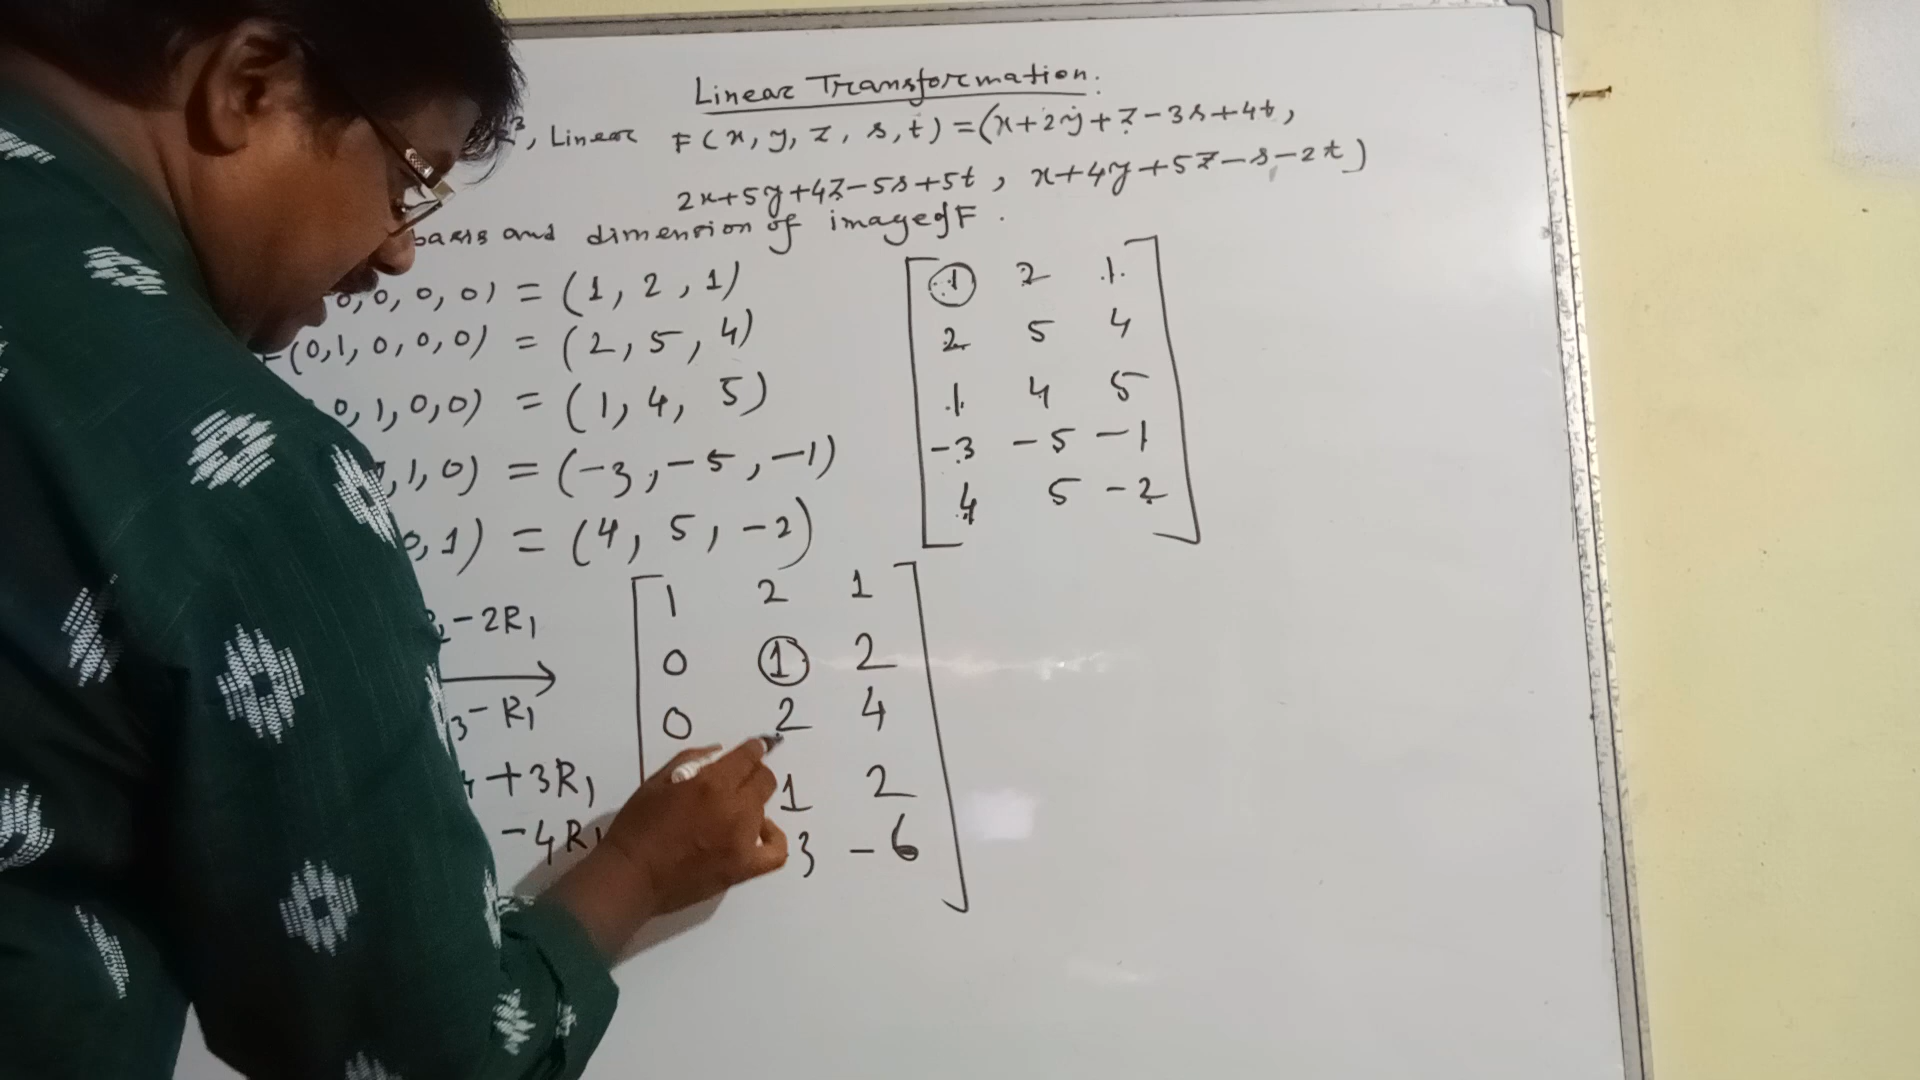 Linear Transformation.
R³, Linear F(x, y, z, s, t) = (x+2y+z-3s+4t,
2x+5y+4z-5s+5t, x+4y+5z-s-2t)
basis and dimension of image of F.
0, 0, 0, 0) = (1, 2, 1)
F(0,1, 0, 0, 0) = (2, 5, 4)
0, 1, 0, 0) = (1, 4, 5)
, 1, 0) = (-3, -5, -1)
0, 1) = (4, 5, -2)
1 2 1
2 5 4
1 4 5
-3 -5 -1
4 5 -2
R2-2R1
3-R1
+3R1
-4R1
1 2 1
0 1 2
0 2 4
1 2
3 -6